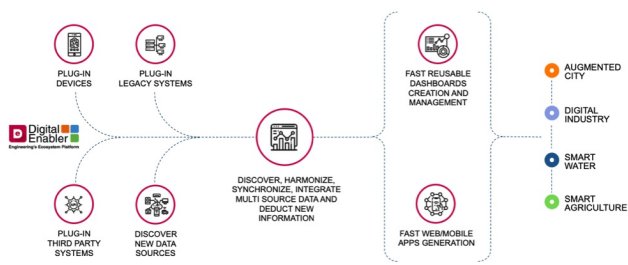 PLUG-IN
DEVICES
PLUG-IN
LEGACY SYSTEMS
Digital
Enabler
Engineering's Ecosystem Platform
PLUG-IN
THIRD PARTY
SYSTEMS
DISCOVER
NEW DATA
SOURCES
DISCOVER, HARMONIZE,
SYNCHRONIZE, INTEGRATE
MULTI SOURCE DATA AND
DEDUCT NEW
INFORMATION
FAST REUSABLE
DASHBOARDS
CREATION AND
MANAGEMENT
FAST WEB/MOBILE
APPS GENERATION
AUGMENTED
CITY
DIGITAL
INDUSTRY
SMART
WATER
SMART
AGRICULTURE